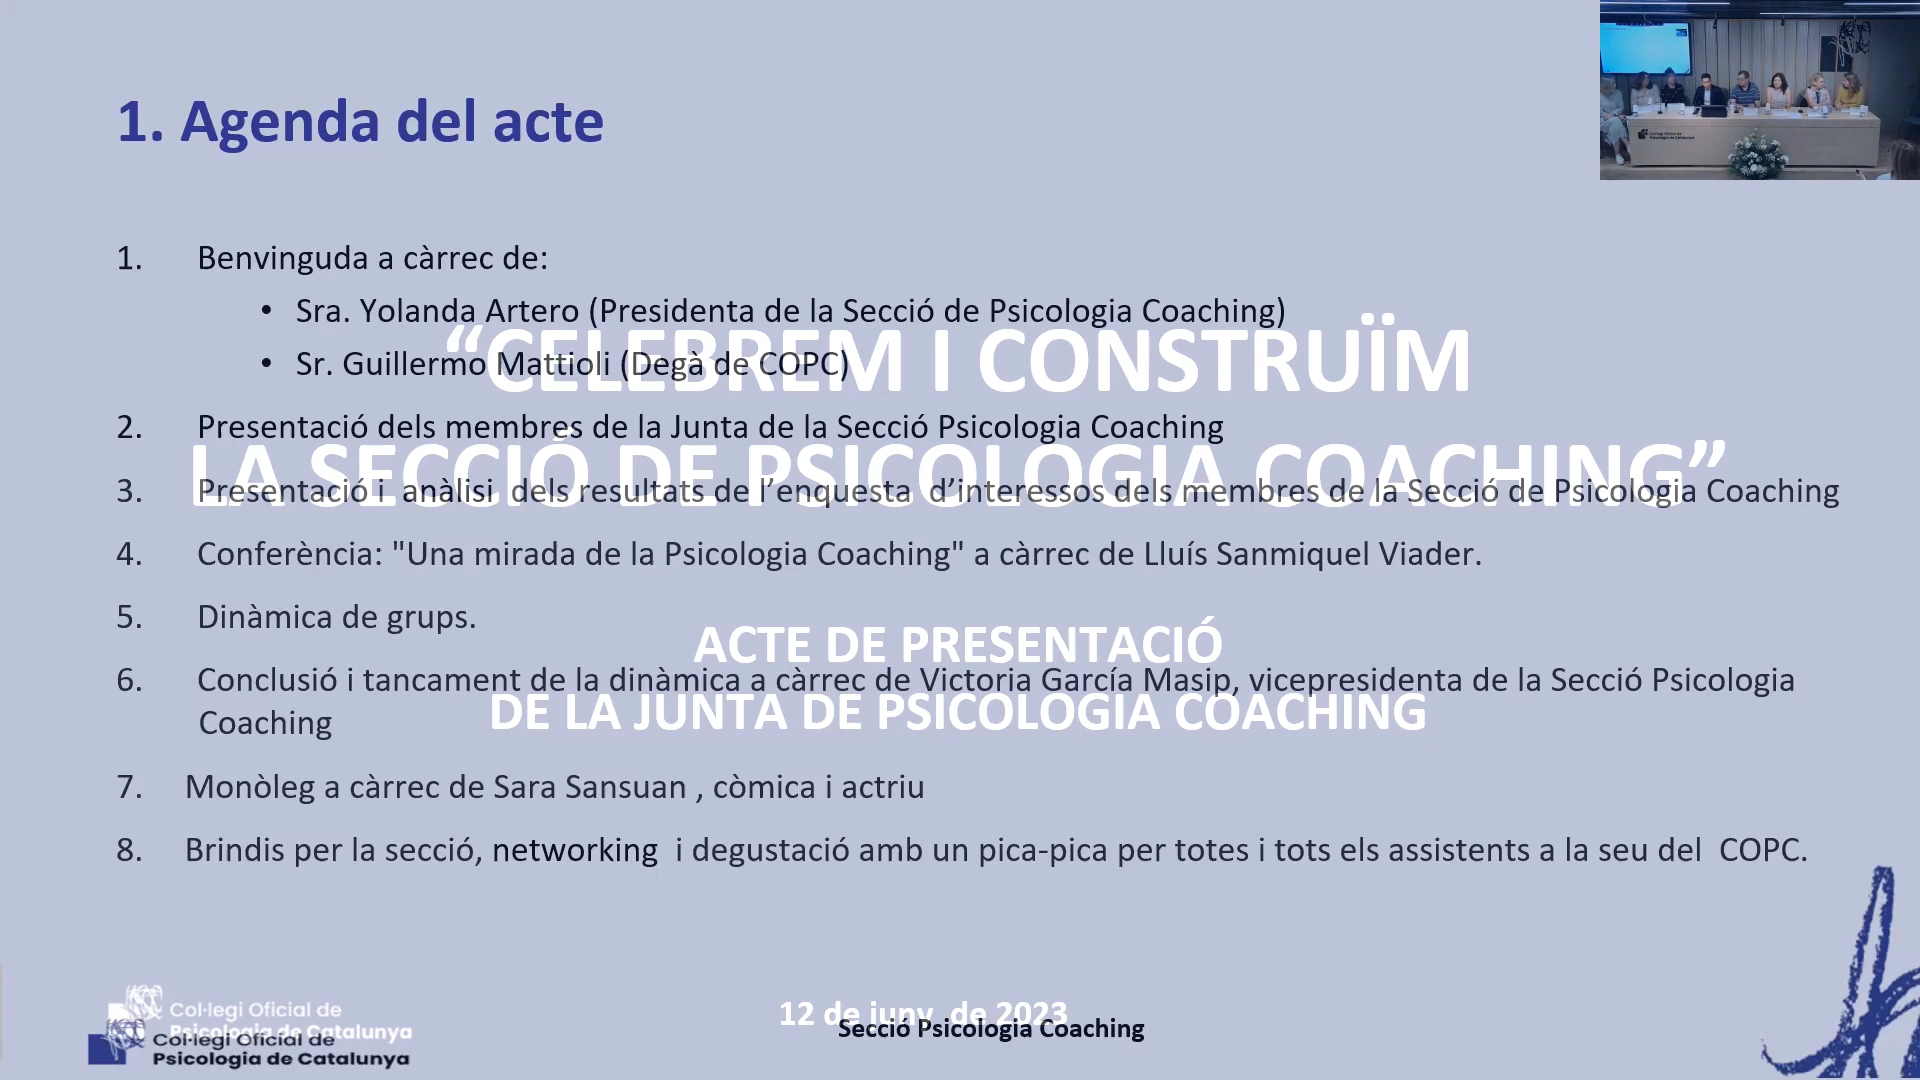 1. Agenda del acte
1. Benvinguda a càrrec de:
• Sra. Yolanda Artero (Presidenta de la Secció de Psicologia Coaching)
• Sr. Guillermo Mattioli (Degà de COPC)
2. Presentació dels membres de la Junta de la Secció Psicologia Coaching
3. Presentació i anàlisi dels resultats de l’enquesta d’interessos dels membres de la Secció de Psicologia Coaching
4. Conferència: "Una mirada de la Psicologia Coaching" a càrrec de Lluís Sanmiquel Viader.
5. Dinàmica de grups.
6. Conclusió i tancament de la dinàmica a càrrec de Victoria García Masip, vicepresidenta de la Secció Psicologia
Coaching
7. Monòleg a càrrec de Sara Sansuan , còmica i actriu
8. Brindis per la secció, networking i degustació amb un pica-pica per totes i tots els assistents a la seu del COPC.
“CELEBREM I CONSTRUÏM
LA SECCIÓ DE PSICOLOGIA COACHING”
ACTE DE PRESENTACIÓ
DE LA JUNTA DE PSICOLOGIA COACHING
12 de juny de 2023
Secció Psicologia Coaching
Col·legi Oficial de
Psicologia de Catalunya
Col·legi Oficial de
Psicologia de Catalunya
Col·legi Oficial de
Psicologia de Catalunya